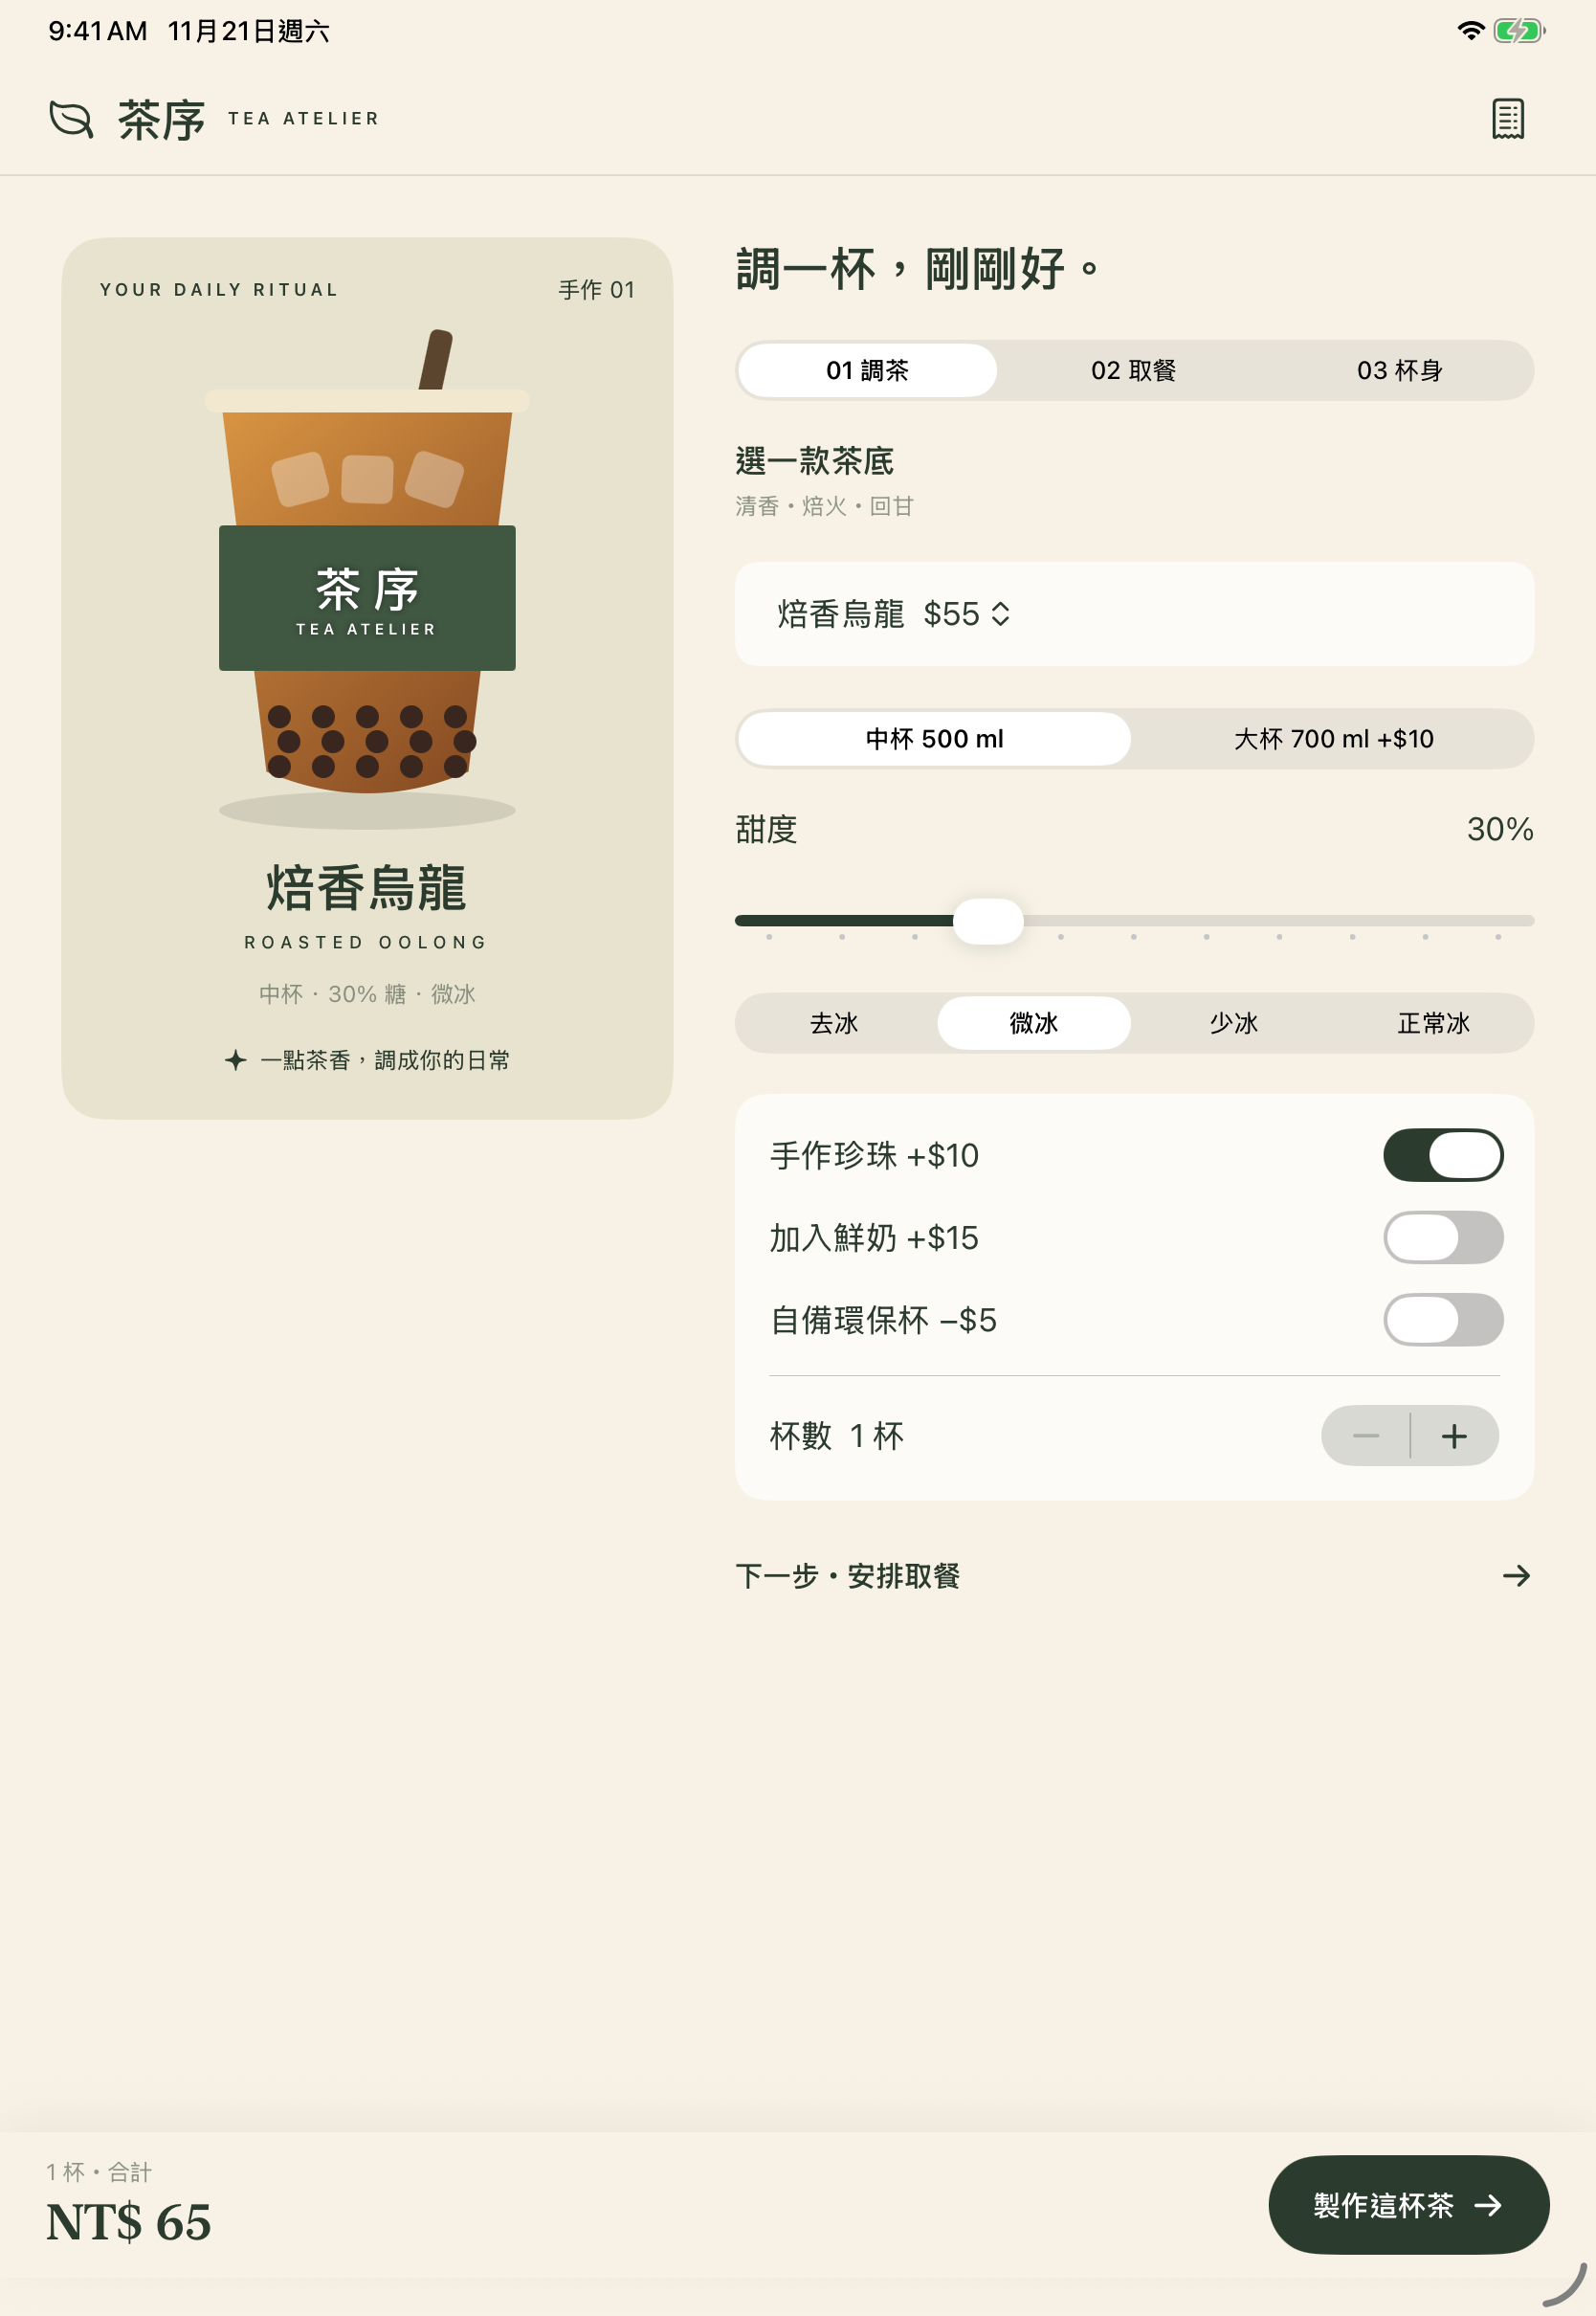 9:41 AM 11月21日週六
茶序 TEA ATELIER
YOUR DAILY RITUAL 手作 01
茶序
TEA ATELIER
焙香烏龍
ROASTED OOLONG
中杯 · 30% 糖 · 微冰
一點茶香，調成你的日常
調一杯，剛剛好。
01 調茶 02 取餐 03 杯身
選一款茶底
清香・焙火・回甘
焙香烏龍 $55
中杯 500 ml 大杯 700 ml +$10
甜度 30%
去冰 微冰 少冰 正常冰
手作珍珠 +$10
加入鮮奶 +$15
自備環保杯 −$5
杯數 1 杯
下一步・安排取餐
1 杯・合計
NT$ 65
製作這杯茶